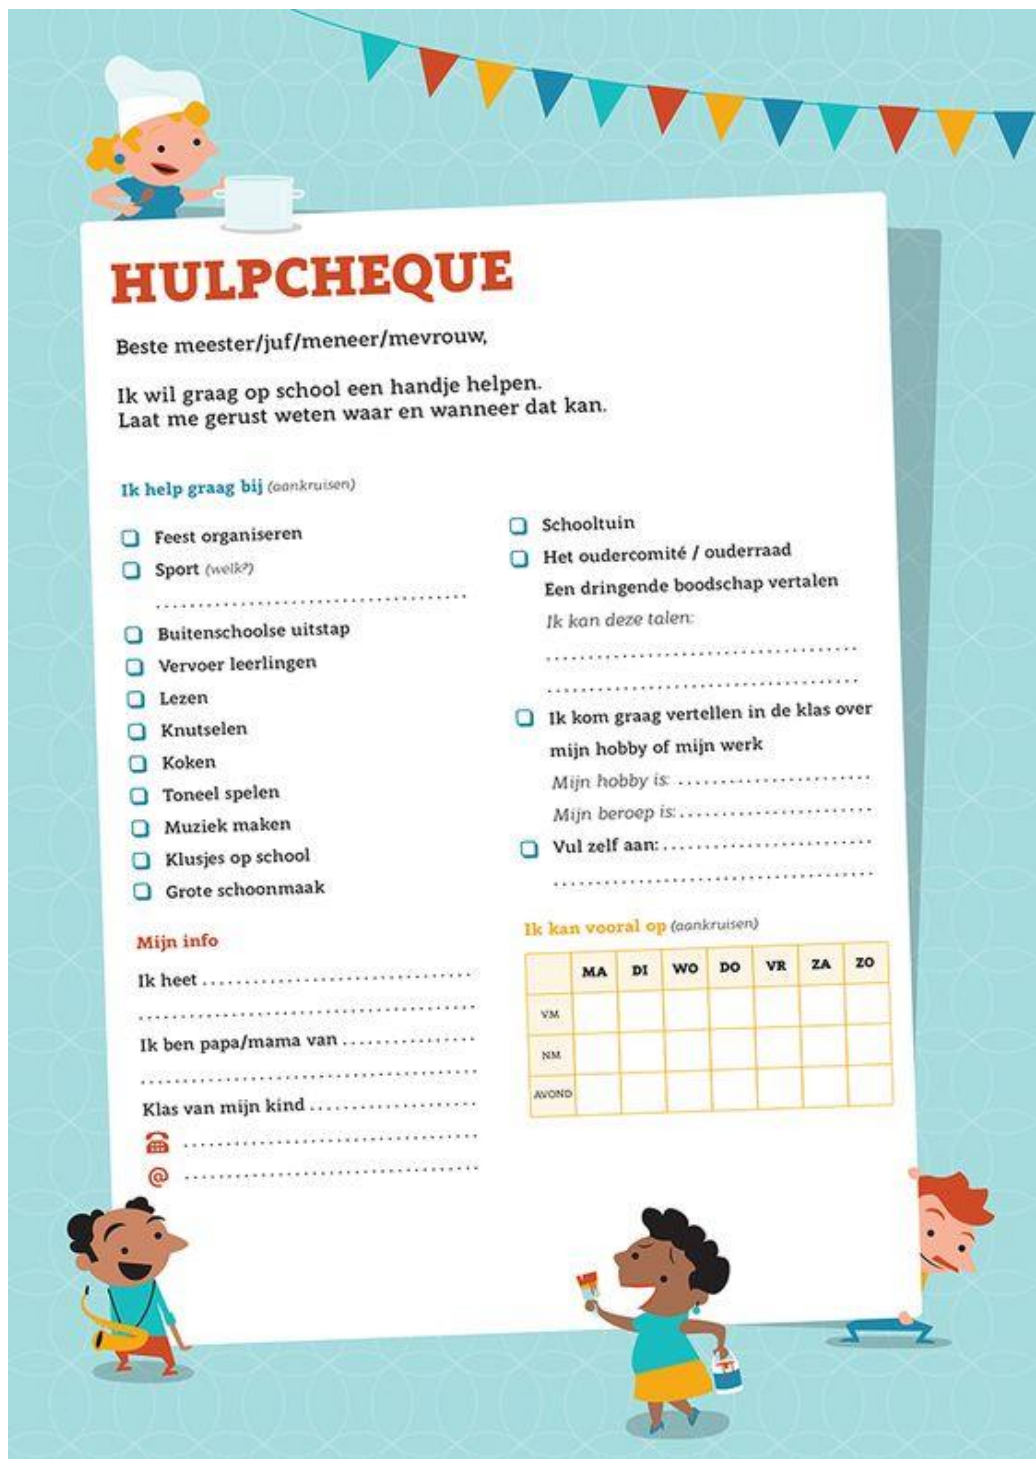 HULPCHEQUE
Beste meester/juf/meneer/mevrouw,
Ik wil graag op school een handje helpen.
Laat me gerust weten waar en wanneer dat kan.
Ik help graag bij (aankruisen)
Feest organiseren
Sport (welk?)
Buitenschoolse uitstap
Vervoer leerlingen
Lezen
Knutselen
Koken
Toneel spelen
Muziek maken
Klusjes op school
Grote schoonmaak
Schooltuin
Het oudercomité / ouderraad
Een dringende boodschap vertalen
Ik kan deze talen:
Ik kom graag vertellen in de klas over
mijn hobby of mijn werk
Mijn hobby is:
Mijn beroep is:
Vul zelf aan:
Mijn info
Ik heet
Ik ben papa/mama van
Klas van mijn kind
@
Ik kan vooral op (aankruisen)
MA DI WO DO VR ZA ZO
VM
NM
AVOND